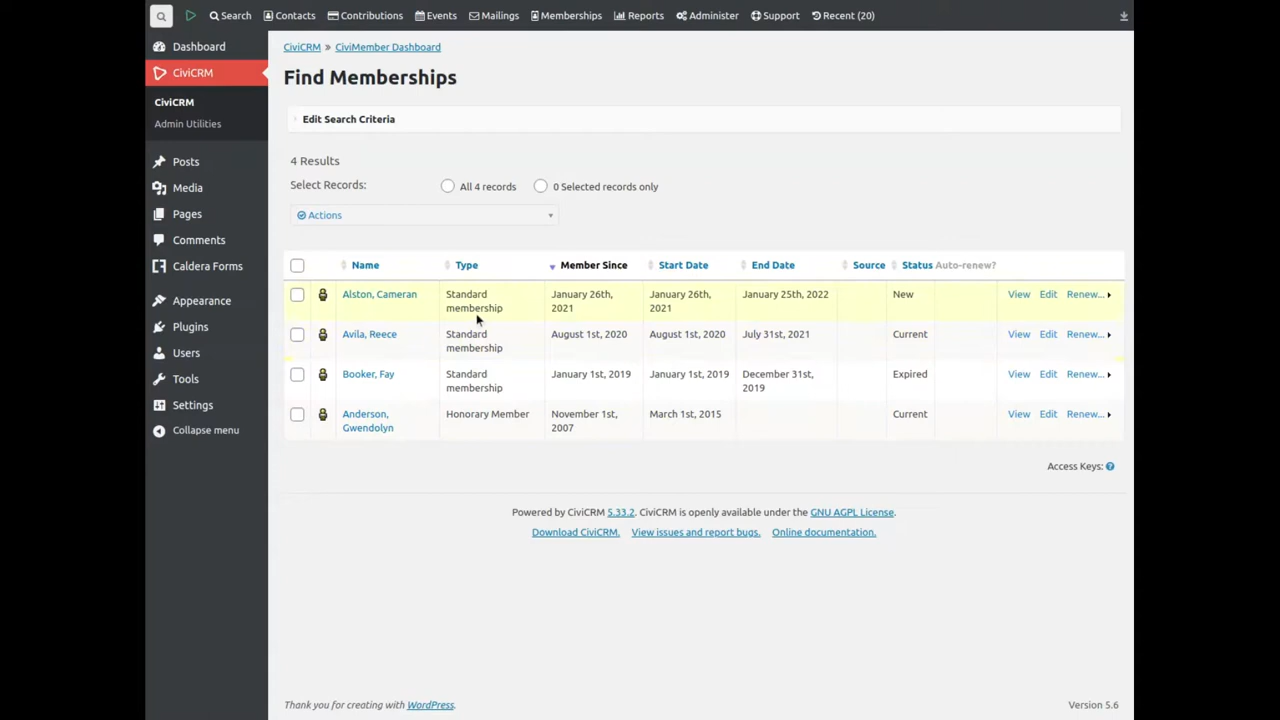 Search Contacts Contributions Events Mailings Memberships Reports Administer Support Recent (20)
Dashboard
CiviCRM
CiviCRM
Admin Utilities
Posts
Media
Pages
Comments
Caldera Forms
Appearance
Plugins
Users
Tools
Settings
Collapse menu
CiviCRM » CiviMember Dashboard
Find Memberships
Edit Search Criteria
4 Results
Select Records: All 4 records 0 Selected records only
Actions
Name Type Member Since Start Date End Date Source Status Auto-renew?
Alston, Cameran Standard January 26th, January 26th, January 25th, 2022 New View Edit Renew...
membership 2021 2021
Avila, Reece Standard August 1st, 2020 August 1st, 2020 July 31st, 2021 Current View Edit Renew...
membership
Booker, Fay Standard January 1st, 2019 January 1st, 2019 December 31st, Expired View Edit Renew...
membership 2019
Anderson, Honorary Member November 1st, March 1st, 2015 Current View Edit Renew...
Gwendolyn 2007
Access Keys: ?
Powered by CiviCRM 5.33.2. CiviCRM is openly available under the GNU AGPL License.
Download CiviCRM. View issues and report bugs. Online documentation.
Thank you for creating with WordPress. Version 5.6